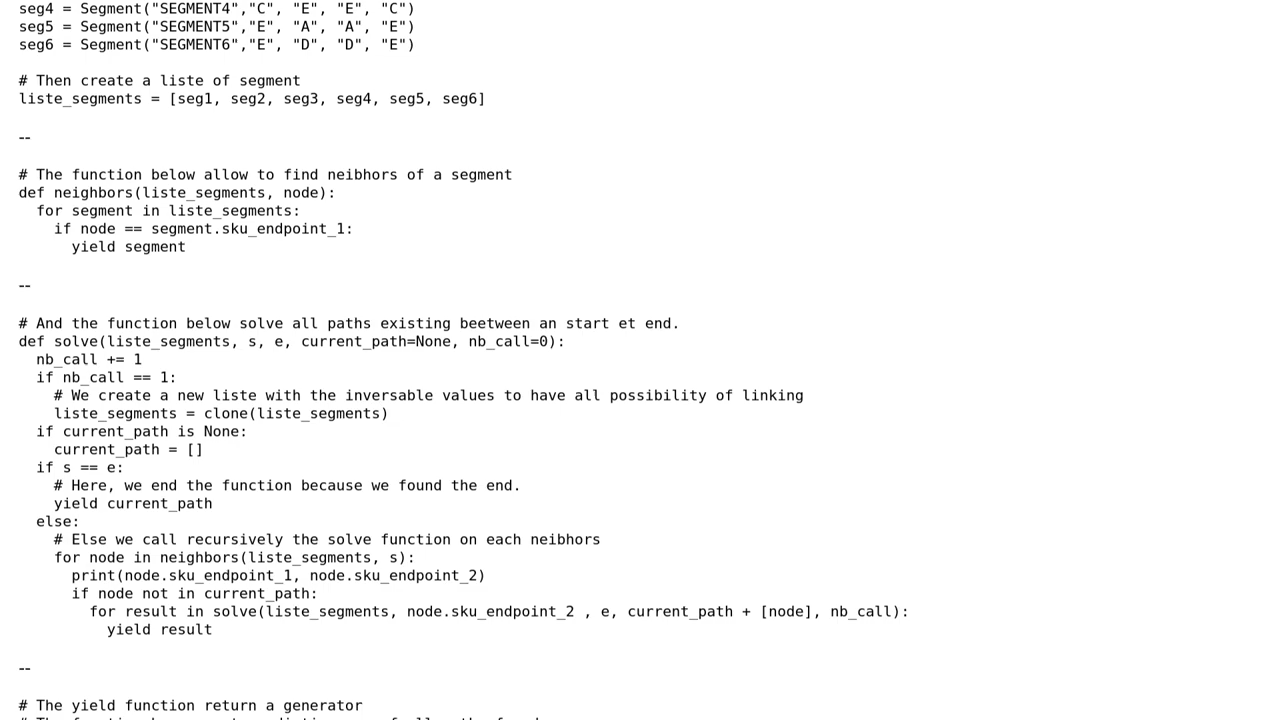 seg4 = Segment("SEGMENT4","C", "E", "E", "C")
seg5 = Segment("SEGMENT5","E", "A", "A", "E")
seg6 = Segment("SEGMENT6","E", "D", "D", "E")
# Then create a liste of segment
liste_segments = [seg1, seg2, seg3, seg4, seg5, seg6]
--
# The function below allow to find neibhors of a segment
def neighbors(liste_segments, node):
  for segment in liste_segments:
    if node == segment.sku_endpoint_1:
      yield segment
--
# And the function below solve all paths existing beetween an start et end.
def solve(liste_segments, s, e, current_path=None, nb_call=0):
  nb_call += 1
  if nb_call == 1:
    # We create a new liste with the inversable values to have all possibility of linking
    liste_segments = clone(liste_segments)
  if current_path is None:
    current_path = []
  if s == e:
    # Here, we end the function because we found the end.
    yield current_path
  else:
    # Else we call recursively the solve function on each neibhors
    for node in neighbors(liste_segments, s):
      print(node.sku_endpoint_1, node.sku_endpoint_2)
      if node not in current_path:
        for result in solve(liste_segments, node.sku_endpoint_2 , e, current_path + [node], nb_call):
          yield result
--
# The yield function return a generator